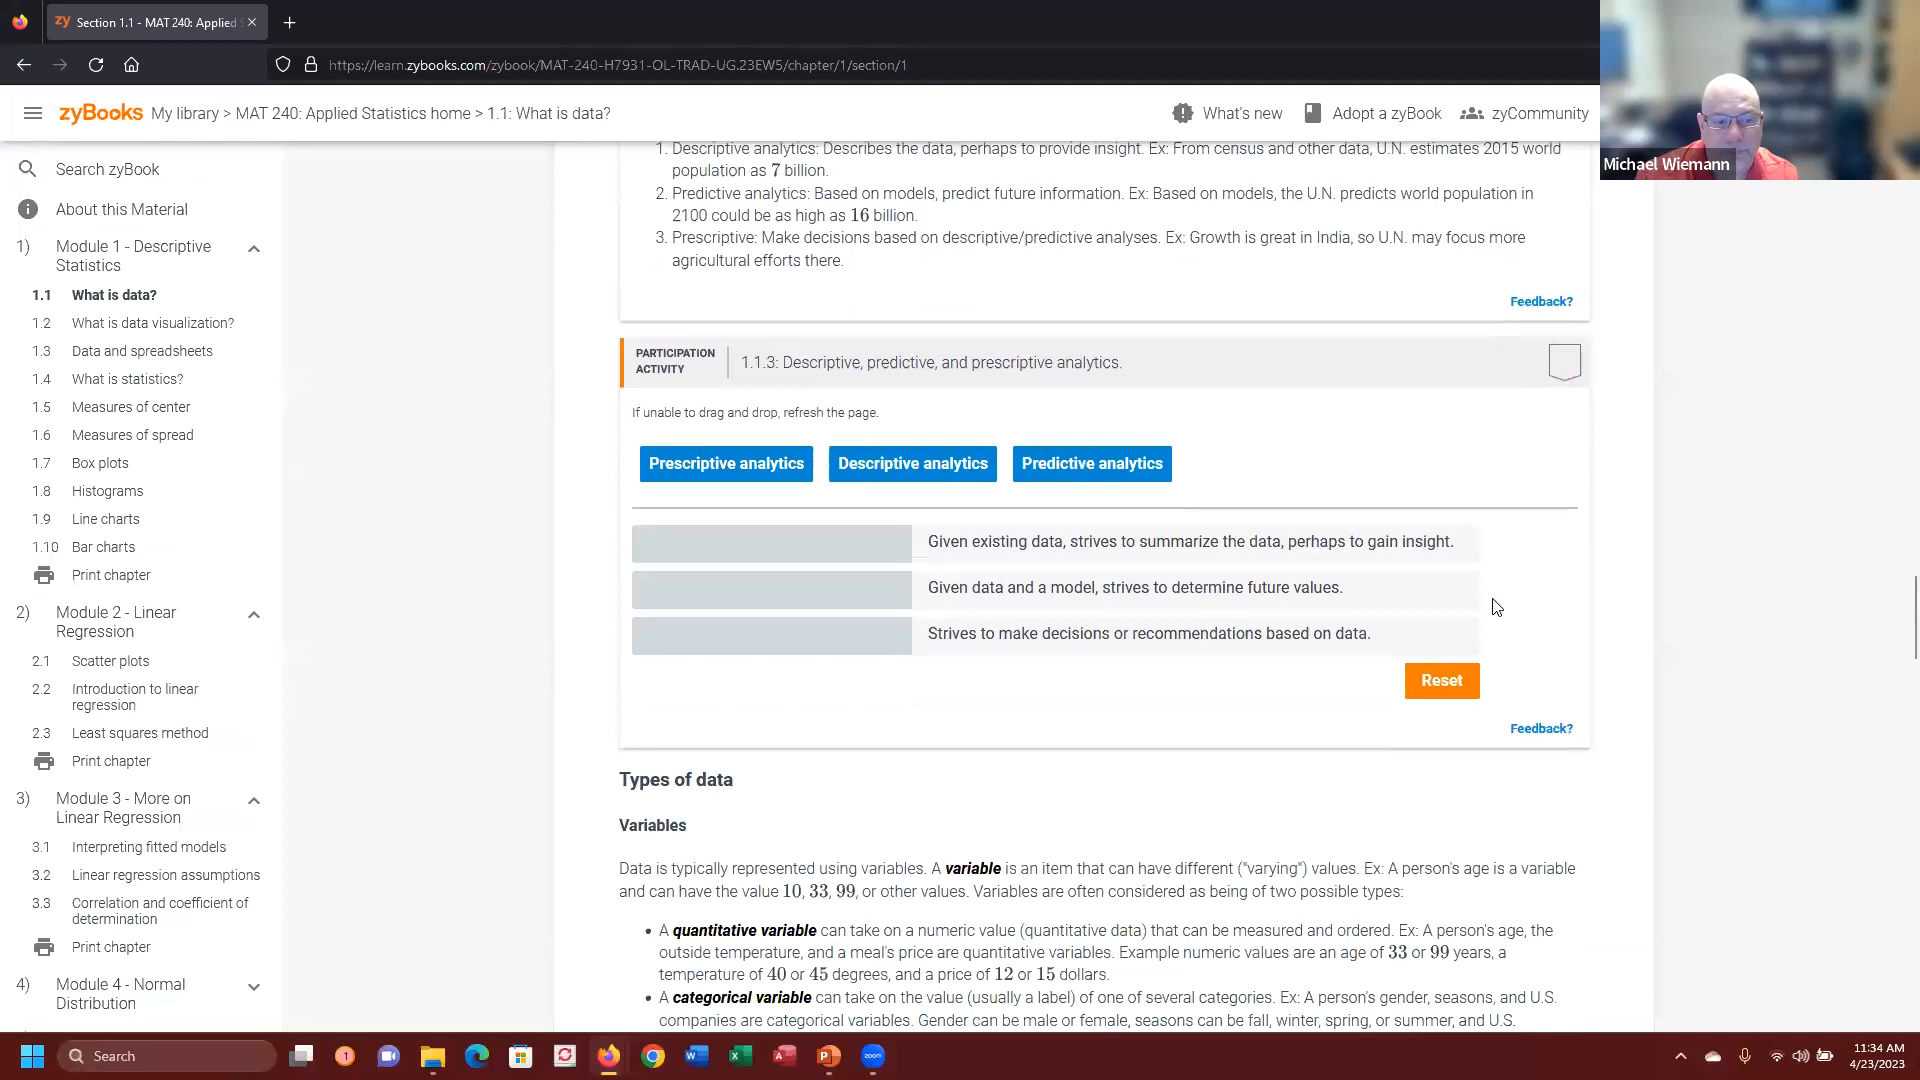 Section 1.1 - MAT 240: Applied S
https://learn.zybooks.com/zybook/MAT-240-H7931-OL-TRAD-UG.23EW5/chapter/1/section/1
Michael Wiemann
zyBooks My library > MAT 240: Applied Statistics home > 1.1: What is data?
What's new
Adopt a zyBook
zyCommunity
Search zyBook
About this Material
1) Module 1 - Descriptive
Statistics
1.1 What is data?
1.2 What is data visualization?
1.3 Data and spreadsheets
1.4 What is statistics?
1.5 Measures of center
1.6 Measures of spread
1.7 Box plots
1.8 Histograms
1.9 Line charts
1.10 Bar charts
Print chapter
2) Module 2 - Linear
Regression
2.1 Scatter plots
2.2 Introduction to linear
regression
2.3 Least squares method
Print chapter
3) Module 3 - More on
Linear Regression
3.1 Interpreting fitted models
3.2 Linear regression assumptions
3.3 Correlation and coefficient of
determination
Print chapter
4) Module 4 - Normal
Distribution
1. Descriptive analytics: Describes the data, perhaps to provide insight. Ex: From census and other data, U.N. estimates 2015 world
population as 7 billion.
2. Predictive analytics: Based on models, predict future information. Ex: Based on models, the U.N. predicts world population in
2100 could be as high as 16 billion.
3. Prescriptive: Make decisions based on descriptive/predictive analyses. Ex: Growth is great in India, so U.N. may focus more
agricultural efforts there.
Feedback?
PARTICIPATION
ACTIVITY
1.1.3: Descriptive, predictive, and prescriptive analytics.
If unable to drag and drop, refresh the page.
Prescriptive analytics
Descriptive analytics
Predictive analytics
Given existing data, strives to summarize the data, perhaps to gain insight.
Given data and a model, strives to determine future values.
Strives to make decisions or recommendations based on data.
Reset
Feedback?
Types of data
Variables
Data is typically represented using variables. A variable is an item that can have different ("varying") values. Ex: A person's age is a variable
and can have the value 10, 33, 99, or other values. Variables are often considered as being of two possible types:
• A quantitative variable can take on a numeric value (quantitative data) that can be measured and ordered. Ex: A person's age, the
outside temperature, and a meal's price are quantitative variables. Example numeric values are an age of 33 or 99 years, a
temperature of 40 or 45 degrees, and a price of 12 or 15 dollars.
• A categorical variable can take on the value (usually a label) of one of several categories. Ex: A person's gender, seasons, and U.S.
companies are categorical variables. Gender can be male or female, seasons can be fall, winter, spring, or summer, and U.S.
Search
11:34 AM
4/23/2023